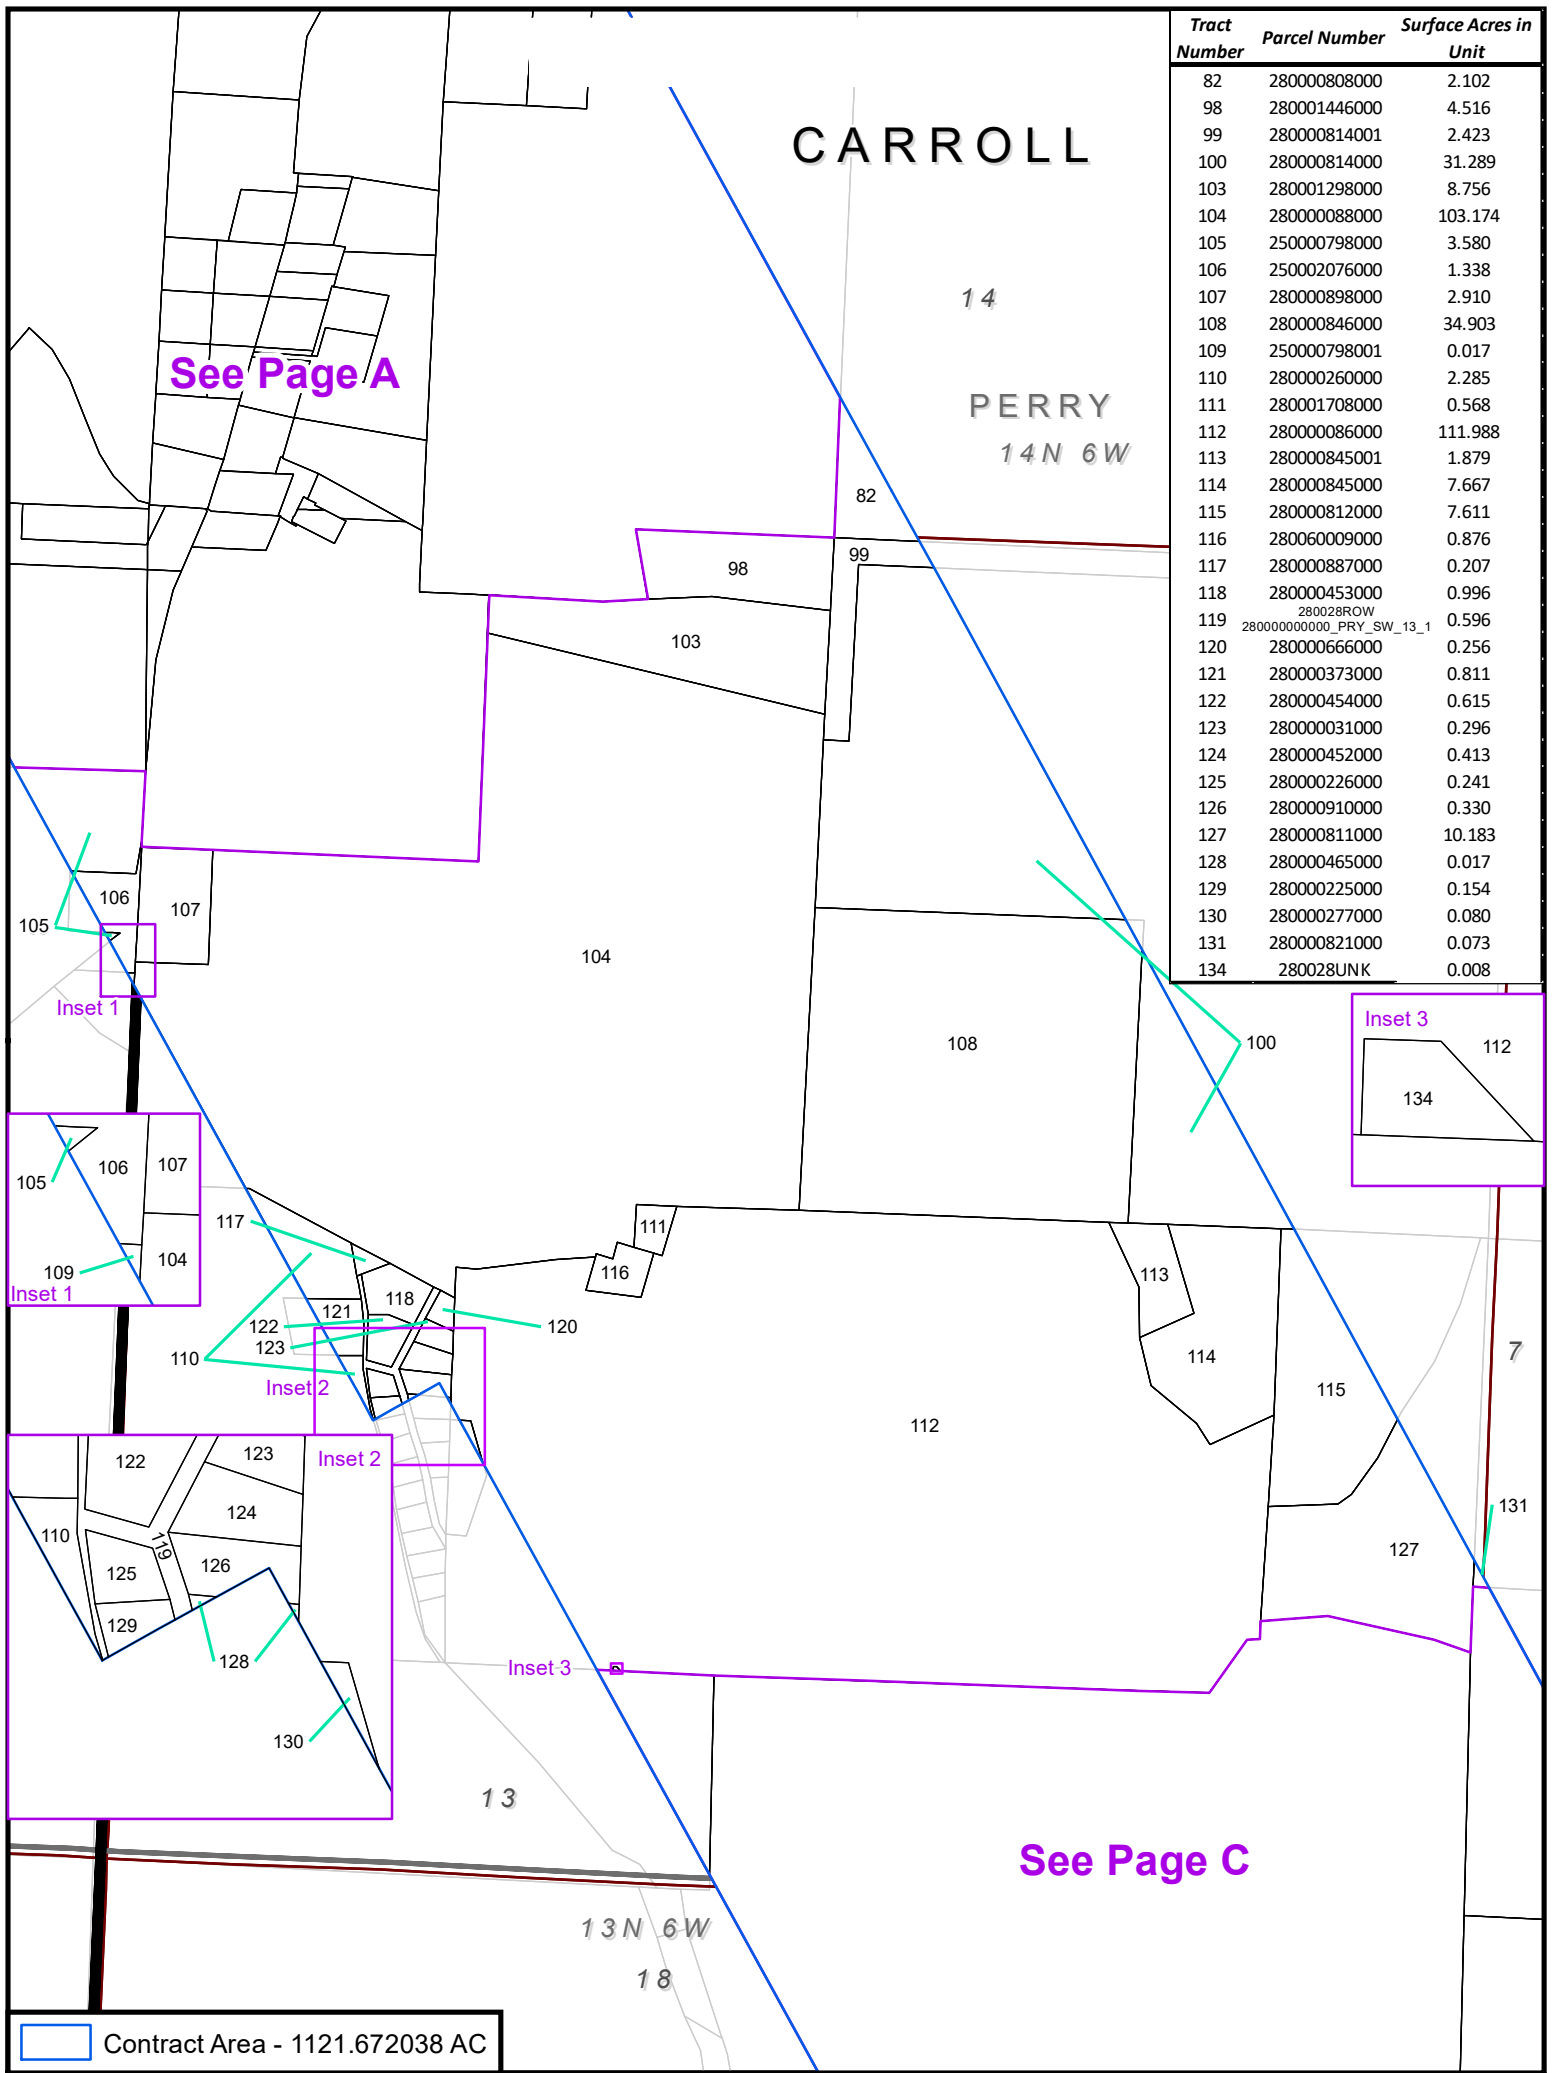 Tract Number Parcel Number Surface Acres in Unit
82 280000808000 2.102
98 280001446000 4.516
99 280000814001 2.423
100 280000814000 31.289
103 280001298000 8.756
104 280000088000 103.174
105 250000798000 3.580
106 250002076000 1.338
107 280000898000 2.910
108 280000846000 34.903
109 250000798001 0.017
110 280000260000 2.285
111 280001708000 0.568
112 280000086000 111.988
113 280000845001 1.879
114 280000845000 7.667
115 280000812000 7.611
116 280060009000 0.876
117 280000887000 0.207
118 280000453000 0.996
119 280028ROW 280000000000_PRY_SW_13_1 0.596
120 280000666000 0.256
121 280000373000 0.811
122 280000454000 0.615
123 280000031000 0.296
124 280000452000 0.413
125 280000226000 0.241
126 280000910000 0.330
127 280000811000 10.183
128 280000465000 0.017
129 280000225000 0.154
130 280000277000 0.080
131 280000821000 0.073
134 280028UNK 0.008
CARROLL
14
See Page A
PERRY
14N 6W
82
99
98
103
106
107
105
104
Inset 1
108
100
Inset 3
112
134
105
106
107
109
104
Inset 1
117
111
116
118
121
122
123
120
110
Inset 2
113
114
115
7
112
131
127
Inset 2
122
123
124
110
119
125
126
129
128
130
Inset 3
13
See Page C
13N 6W
18
Contract Area - 1121.672038 AC